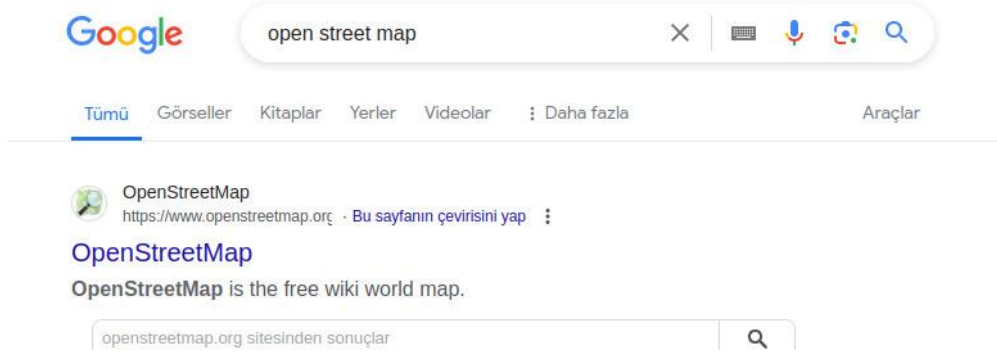 Google open street map
Tümü Görseller Kitaplar Yerler Videolar Daha fazla Araçlar
OpenStreetMap
https://www.openstreetmap.org · Bu sayfanın çevirisini yap
OpenStreetMap
OpenStreetMap is the free wiki world map.
openstreetmap.org sitesinden sonuçlar